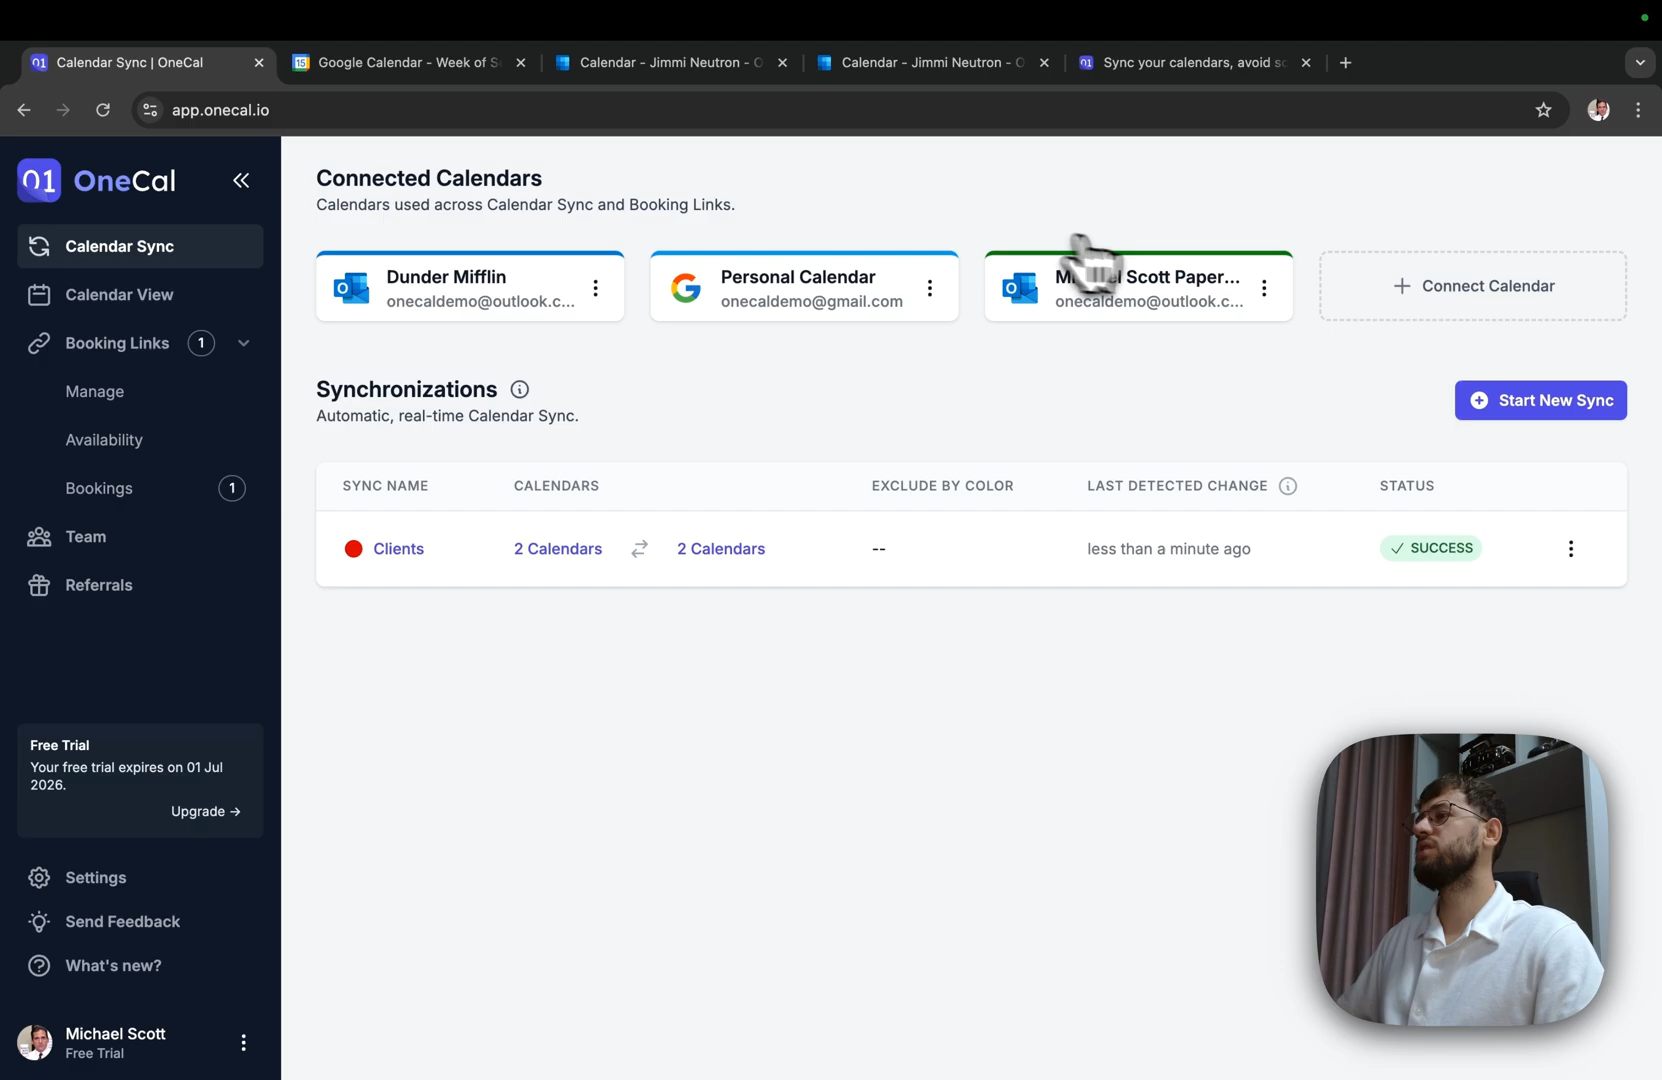 Calendar Sync | OneCal
Google Calendar - Week of S
Calendar - Jimmi Neutron - O
Calendar - Jimmi Neutron - O
Sync your calendars, avoid sc
app.onecal.io
01 OneCal
Calendar Sync
Calendar View
Booking Links 1
Manage
Availability
Bookings 1
Team
Referrals
Free Trial
Your free trial expires on 01 Jul
2026.
Upgrade →
Settings
Send Feedback
What's new?
Michael Scott
Free Trial
Connected Calendars
Calendars used across Calendar Sync and Booking Links.
Dunder Mifflin
onecaldemo@outlook.c...
Personal Calendar
onecaldemo@gmail.com
Scott Paper...
onecaldemo@outlook.c...
+ Connect Calendar
Synchronizations
Automatic, real-time Calendar Sync.
Start New Sync
SYNC NAME CALENDARS EXCLUDE BY COLOR LAST DETECTED CHANGE STATUS
Clients 2 Calendars 2 Calendars -- less than a minute ago SUCCESS